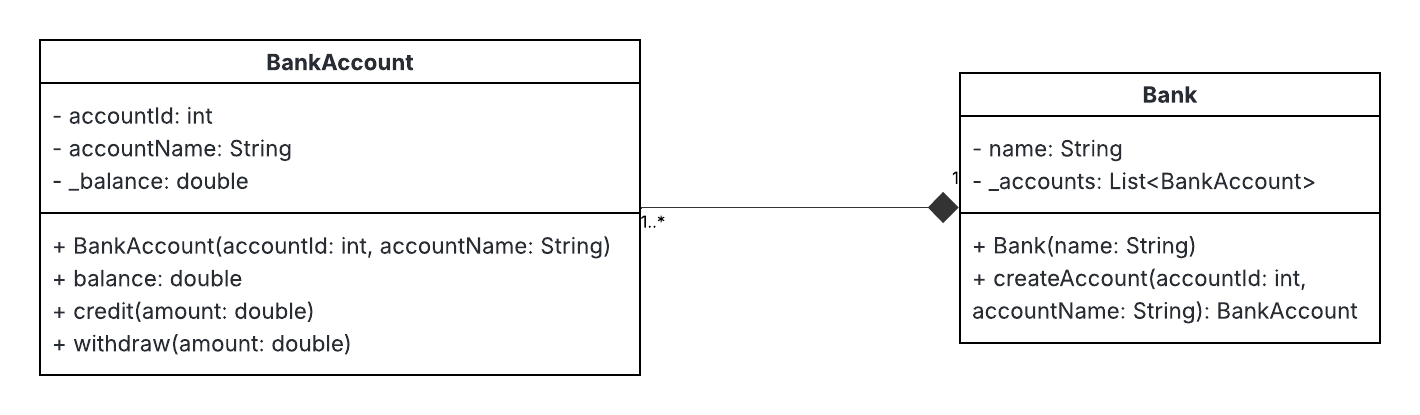 BankAccount
- accountId: int
- accountName: String
- _balance: double
+ BankAccount(accountId: int, accountName: String)
+ balance: double
+ credit(amount: double)
+ withdraw(amount: double)
1..*
1
Bank
- name: String
- _accounts: List<BankAccount>
+ Bank(name: String)
+ createAccount(accountId: int,
accountName: String): BankAccount